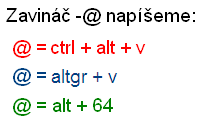 Zavináč -@ napíšeme:
@ = ctrl + alt + v
@ = altgr + v
@ = alt + 64